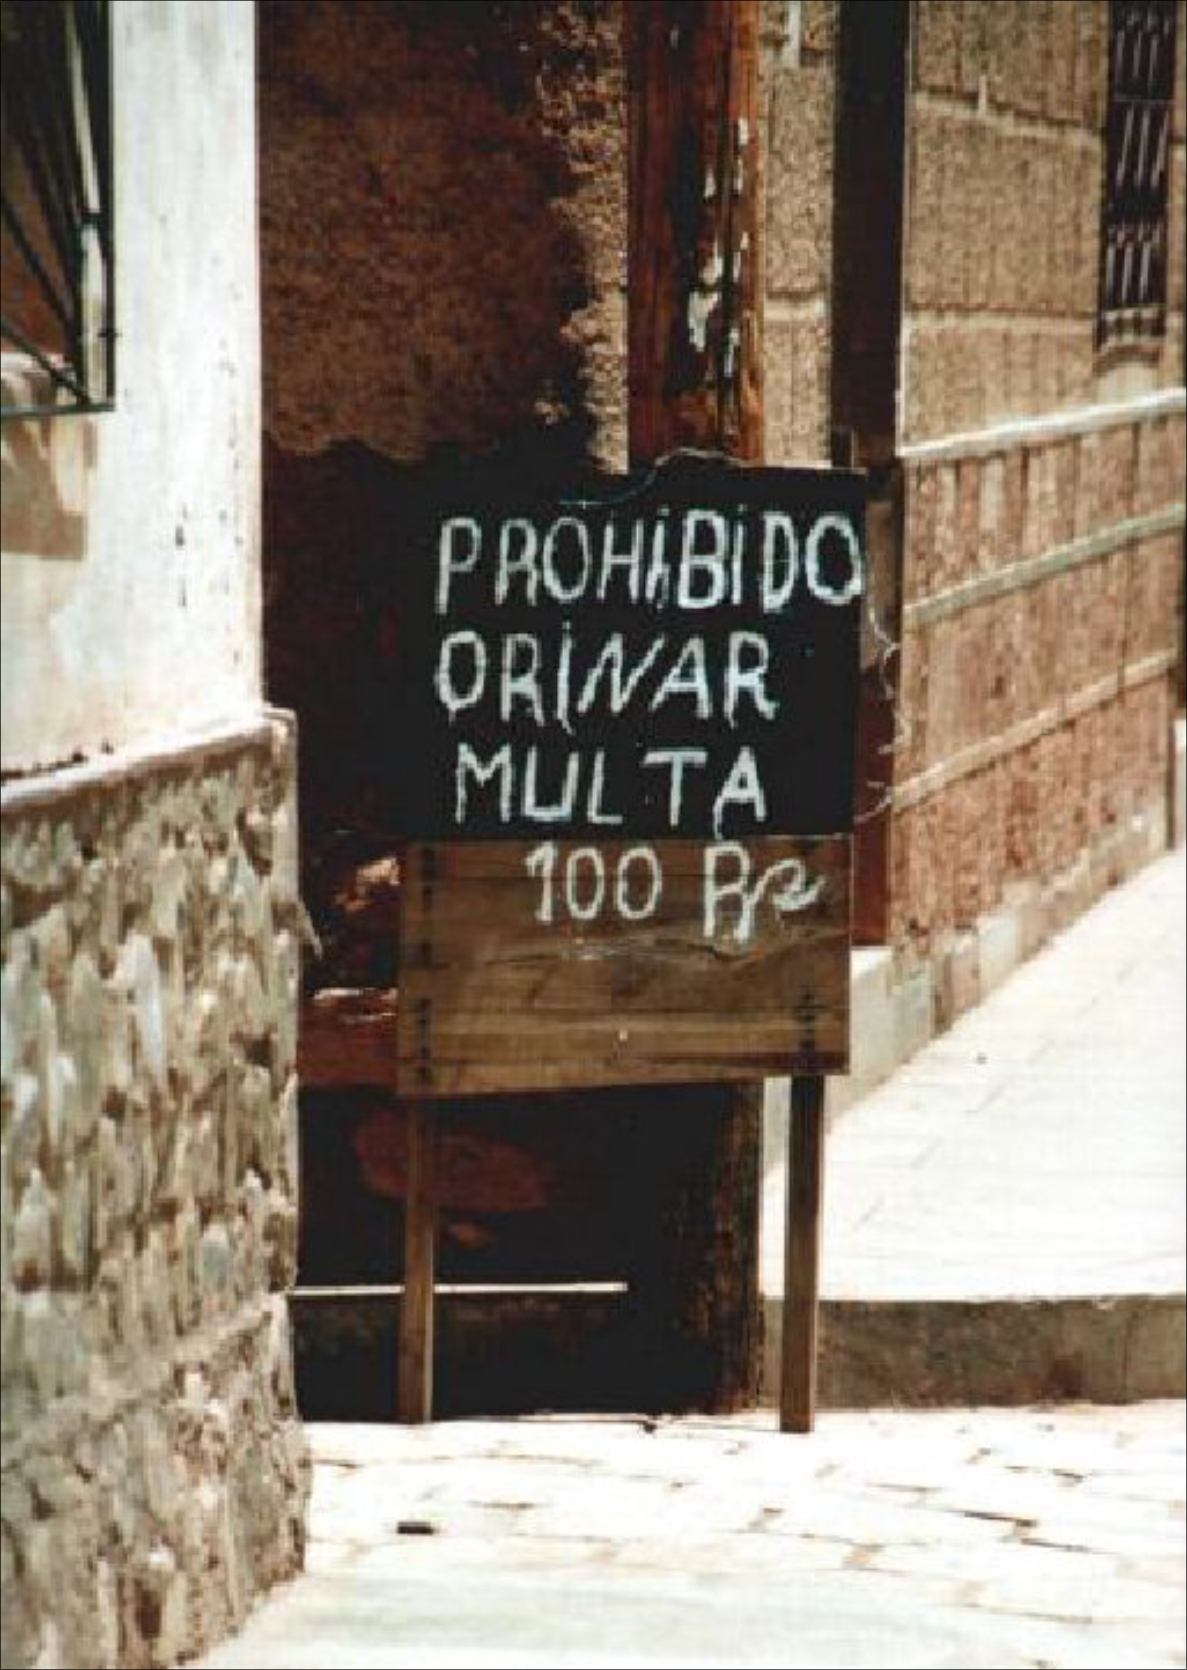 PROHIBIDO
ORINAR
MULTA
100 Bs